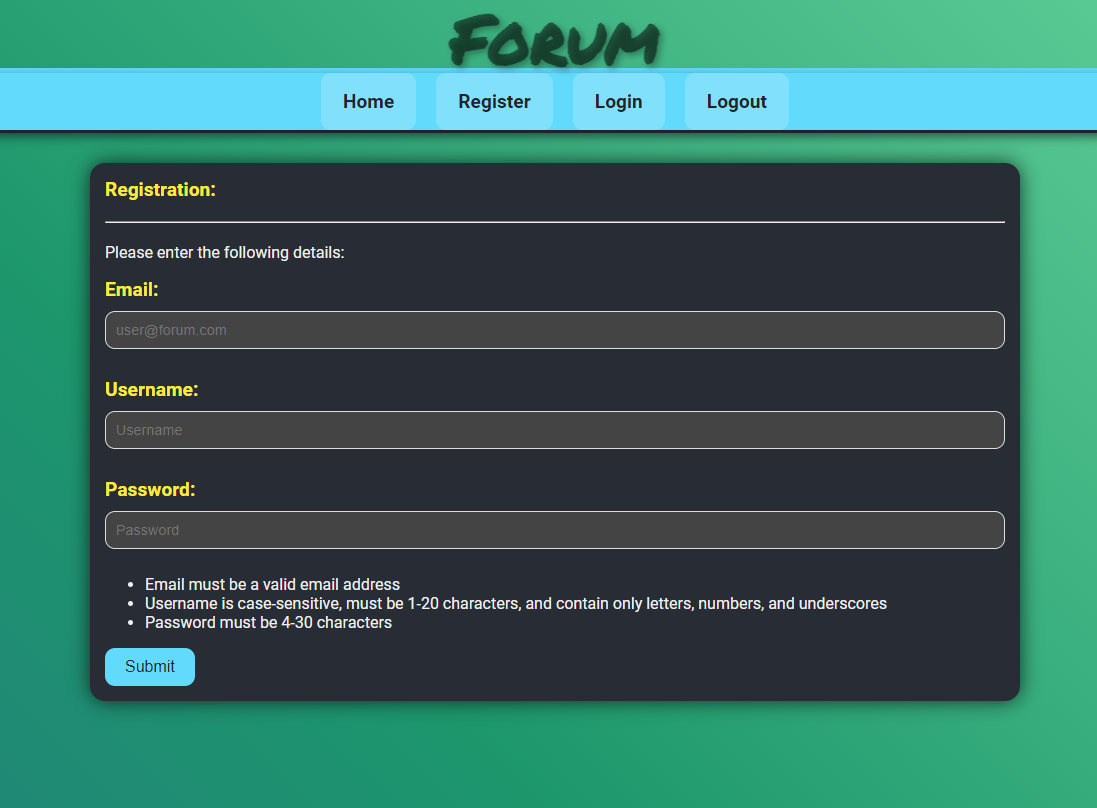 Forum
Home Register Login Logout
Registration:
Please enter the following details:
Email:
user@forum.com
Username:
Username
Password:
Password
• Email must be a valid email address
• Username is case-sensitive, must be 1-20 characters, and contain only letters, numbers, and underscores
• Password must be 4-30 characters
Submit